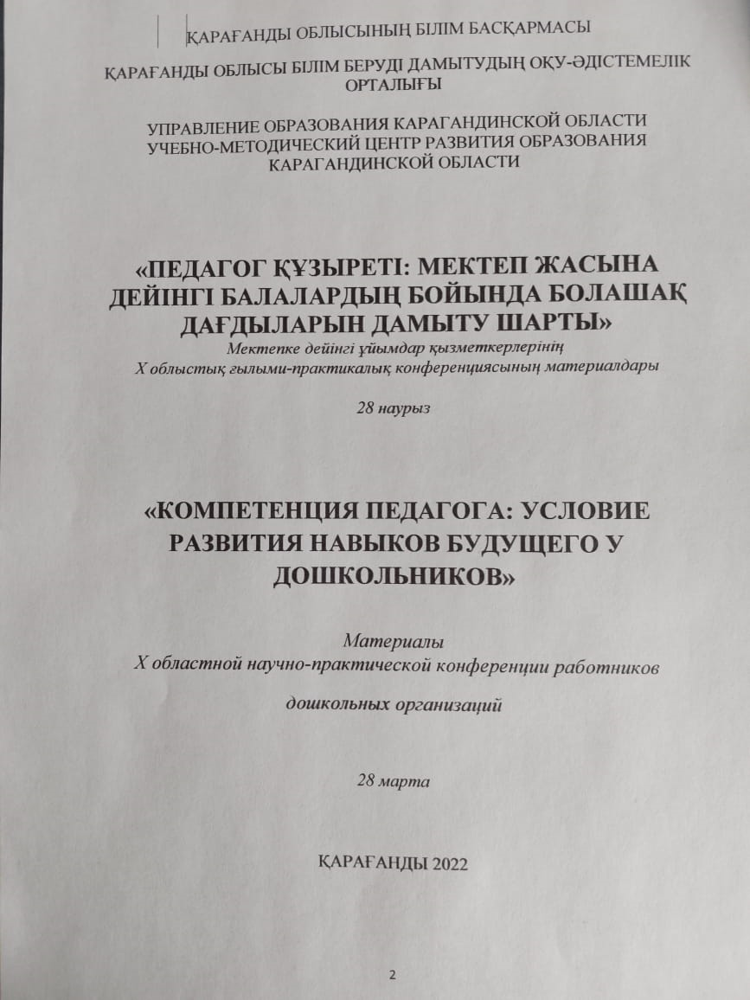 ҚАРАҒАНДЫ ОБЛЫСЫНЫҢ БІЛІМ БАСҚАРМАСЫ
ҚАРАҒАНДЫ ОБЛЫСЫ БІЛІМ БЕРУДІ ДАМЫТУДЫҢ ОҚУ-ӘДІСТЕМЕЛІК
ОРТАЛЫҒЫ
УПРАВЛЕНИЕ ОБРАЗОВАНИЯ КАРАГАНДИНСКОЙ ОБЛАСТИ
УЧЕБНО-МЕТОДИЧЕСКИЙ ЦЕНТР РАЗВИТИЯ ОБРАЗОВАНИЯ
КАРАГАНДИНСКОЙ ОБЛАСТИ
«ПЕДАГОГ ҚҰЗЫРЕТІ: МЕКТЕП ЖАСЫНА
ДЕЙІНГІ БАЛАЛАРДЫҢ БОЙЫНДА БОЛАШАҚ
ДАҒДЫЛАРЫН ДАМЫТУ ШАРТЫ»
Мектепке дейінгі ұйымдар қызметкерлерінің
X облыстық ғылыми-практикалық конференциясының материалдары
28 наурыз
«КОМПЕТЕНЦИЯ ПЕДАГОГА: УСЛОВИЕ
РАЗВИТИЯ НАВЫКОВ БУДУЩЕГО У
ДОШКОЛЬНИКОВ»
Материалы
X областной научно-практической конференции работников
дошкольных организаций
28 марта
ҚАРАҒАНДЫ 2022
2